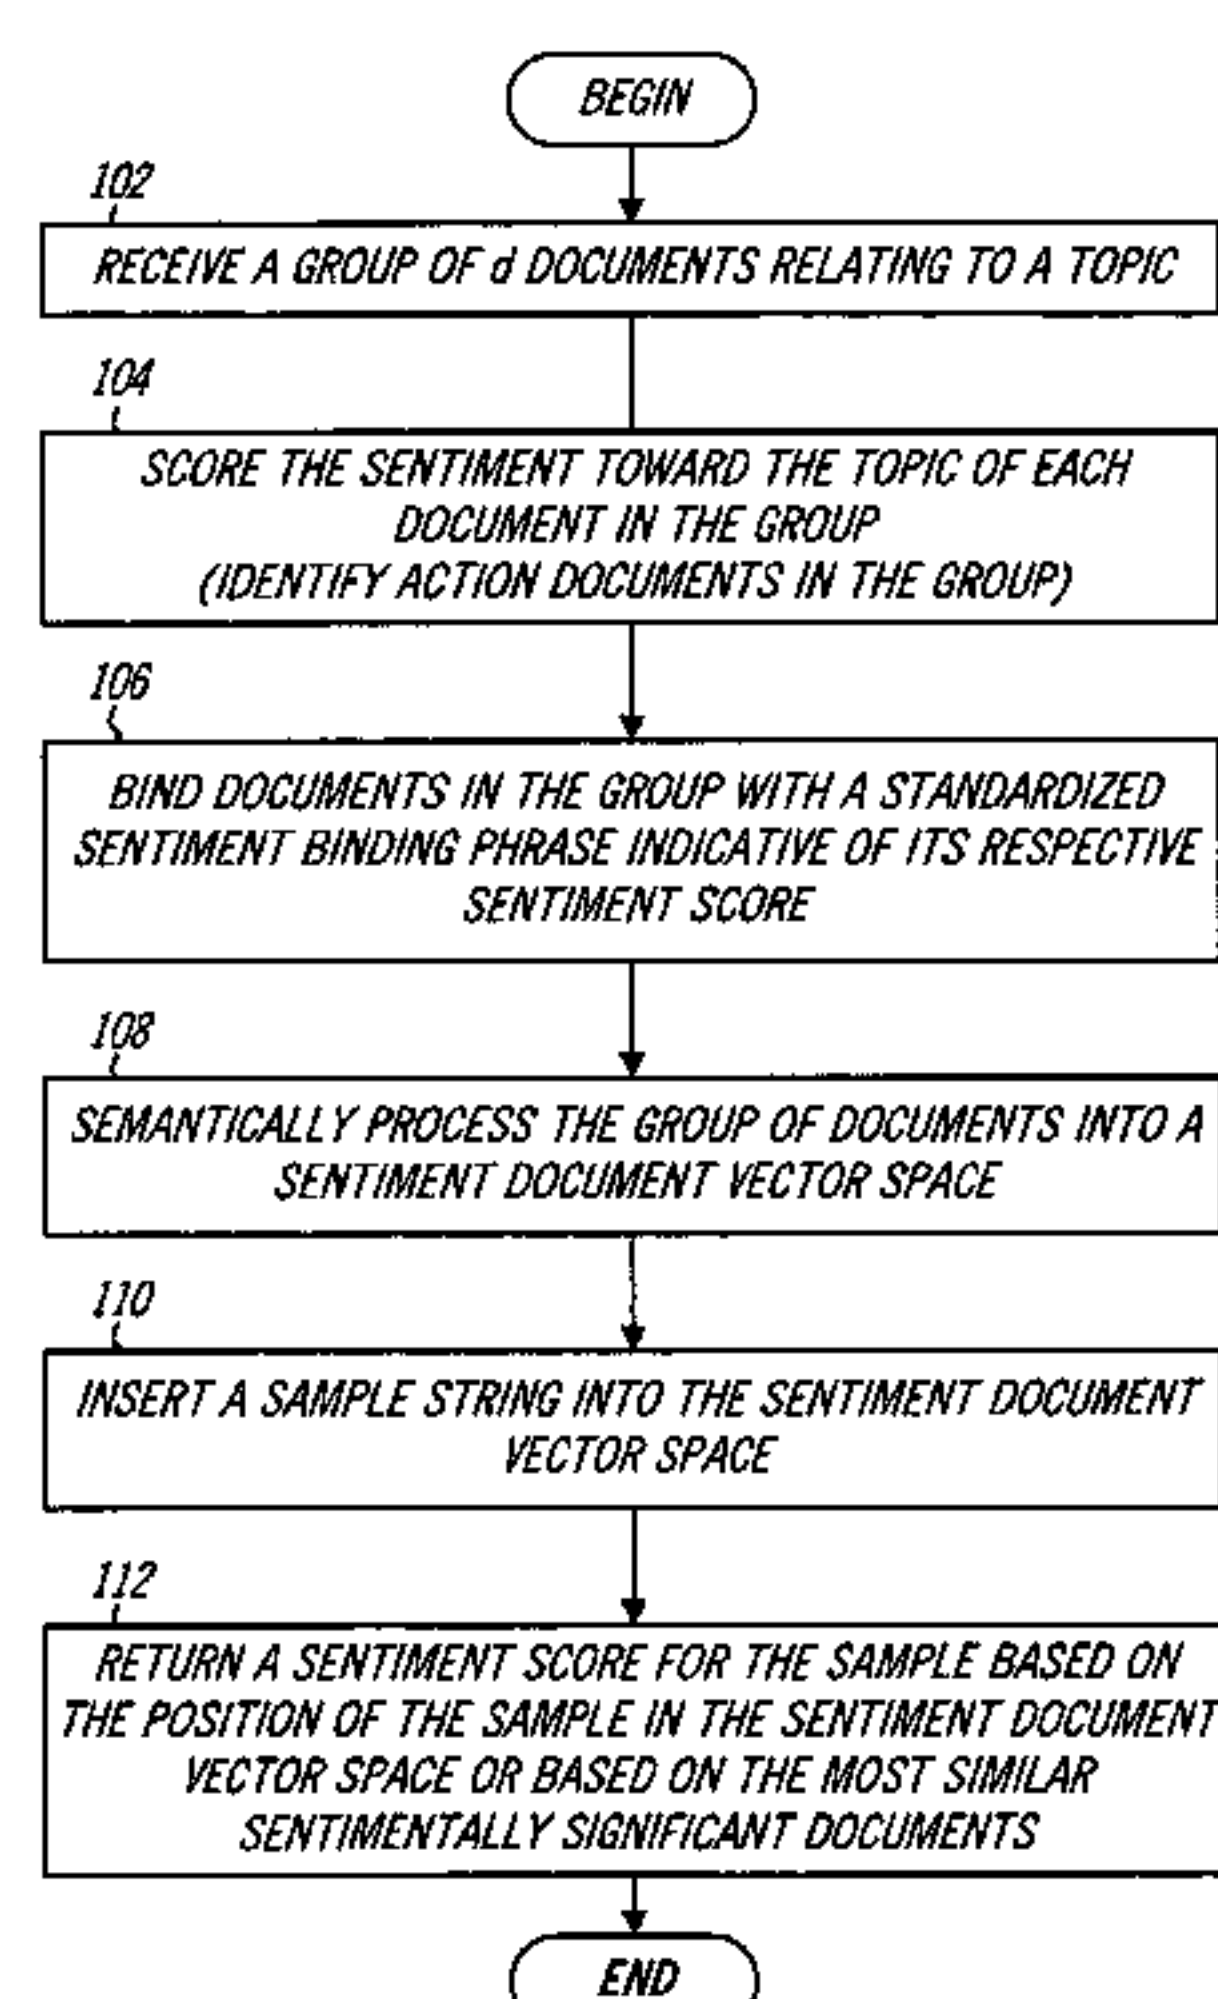 BEGIN
102
RECEIVE A GROUP OF d DOCUMENTS RELATING TO A TOPIC
104
SCORE THE SENTIMENT TOWARD THE TOPIC OF EACH
DOCUMENT IN THE GROUP
(IDENTIFY ACTION DOCUMENTS IN THE GROUP)
106
BIND DOCUMENTS IN THE GROUP WITH A STANDARDIZED
SENTIMENT BINDING PHRASE INDICATIVE OF ITS RESPECTIVE
SENTIMENT SCORE
108
SEMANTICALLY PROCESS THE GROUP OF DOCUMENTS INTO A
SENTIMENT DOCUMENT VECTOR SPACE
110
INSERT A SAMPLE STRING INTO THE SENTIMENT DOCUMENT
VECTOR SPACE
112
RETURN A SENTIMENT SCORE FOR THE SAMPLE BASED ON
THE POSITION OF THE SAMPLE IN THE SENTIMENT DOCUMENT
VECTOR SPACE OR BASED ON THE MOST SIMILAR
SENTIMENTALLY SIGNIFICANT DOCUMENTS
END